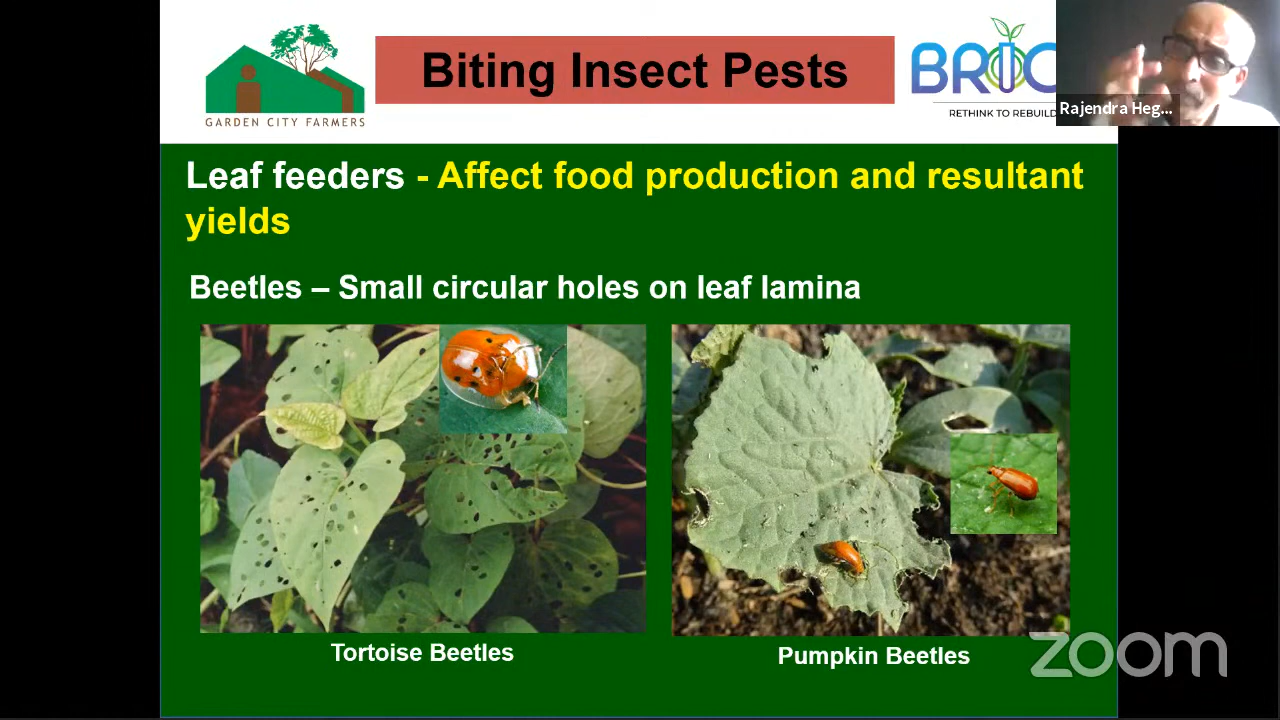 Biting Insect Pests
GARDEN CITY FARMERS
RETHINK TO REBUILD
Rajendra Heg...
Leaf feeders - Affect food production and resultant
yields
Beetles – Small circular holes on leaf lamina
Tortoise Beetles
Pumpkin Beetles
zoom